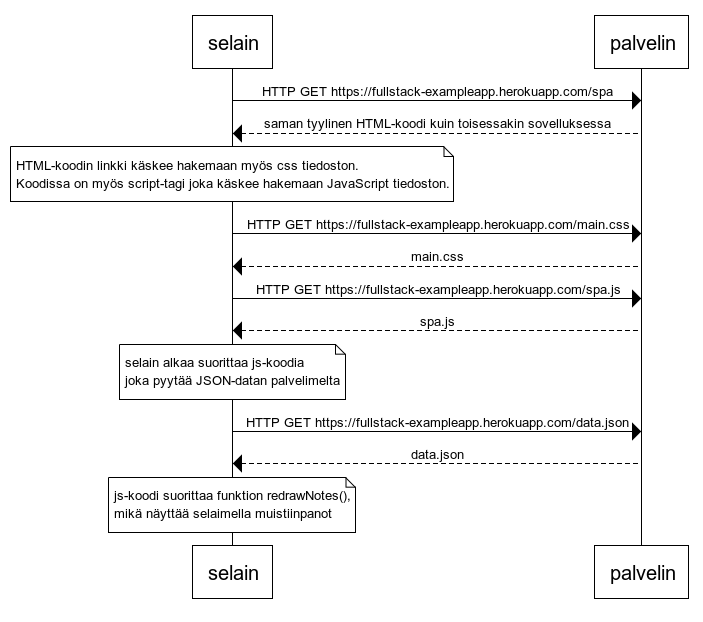 selain
palvelin
HTTP GET https://fullstack-exampleapp.herokuapp.com/spa
saman tyylinen HTML-koodi kuin toisessakin sovelluksessa
HTML-koodin linkki käskee hakemaan myös css tiedoston.
Koodissa on myös script-tagi joka käskee hakemaan JavaScript tiedoston.
HTTP GET https://fullstack-exampleapp.herokuapp.com/main.css
main.css
HTTP GET https://fullstack-exampleapp.herokuapp.com/spa.js
spa.js
selain alkaa suorittaa js-koodia
joka pyytää JSON-datan palvelimelta
HTTP GET https://fullstack-exampleapp.herokuapp.com/data.json
data.json
js-koodi suorittaa funktion redrawNotes(),
mikä näyttää selaimella muistiinpanot
selain
palvelin